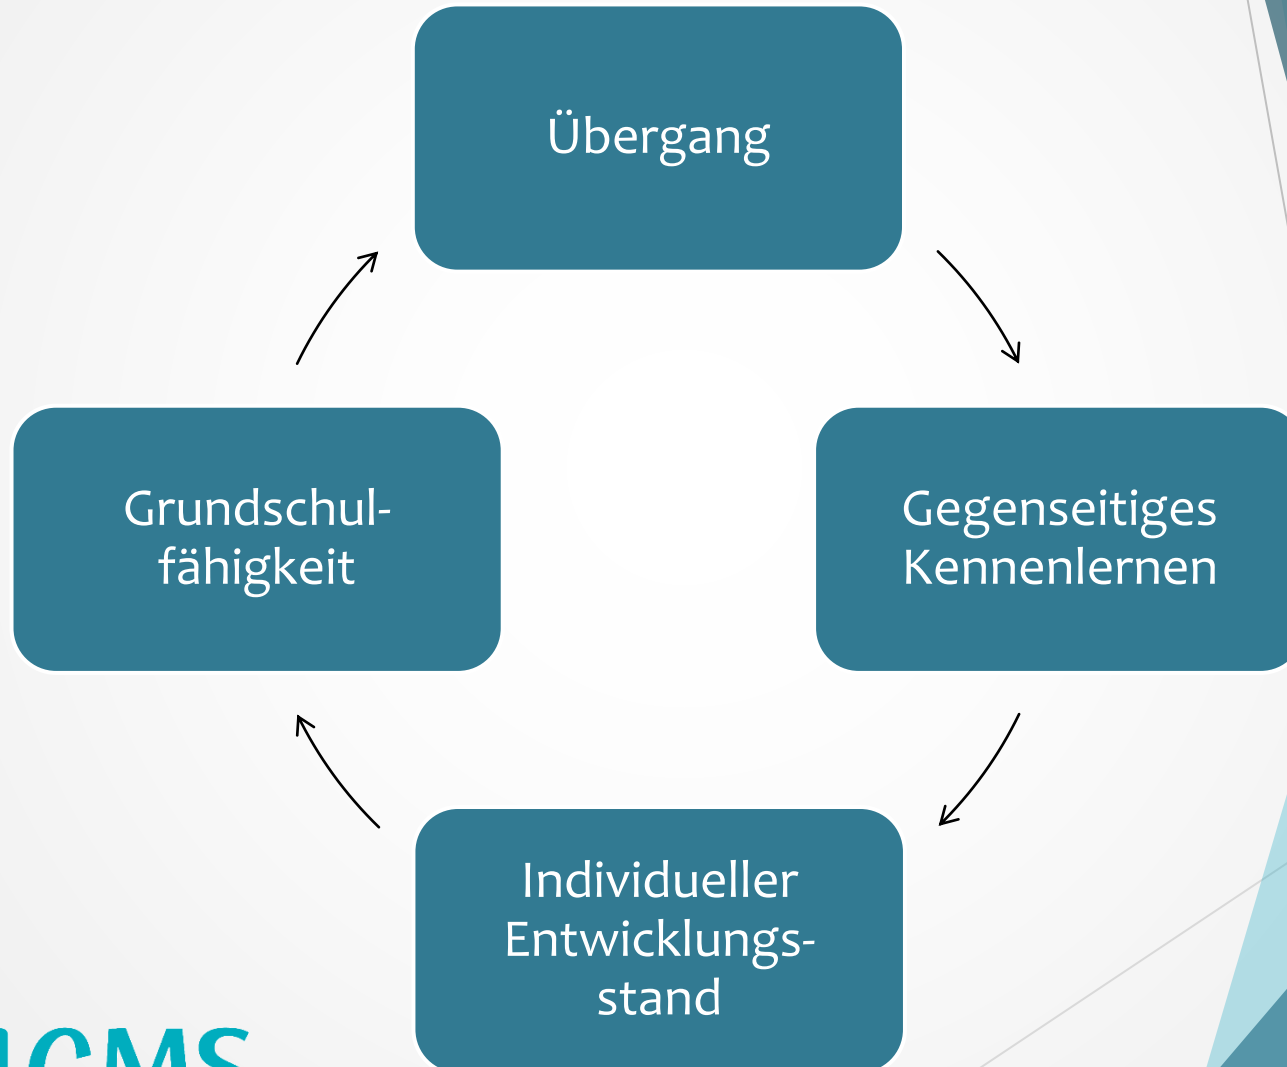 Übergang
Grundschul-
fähigkeit
Gegenseitiges
Kennenlernen
Individueller
Entwicklungs-
stand